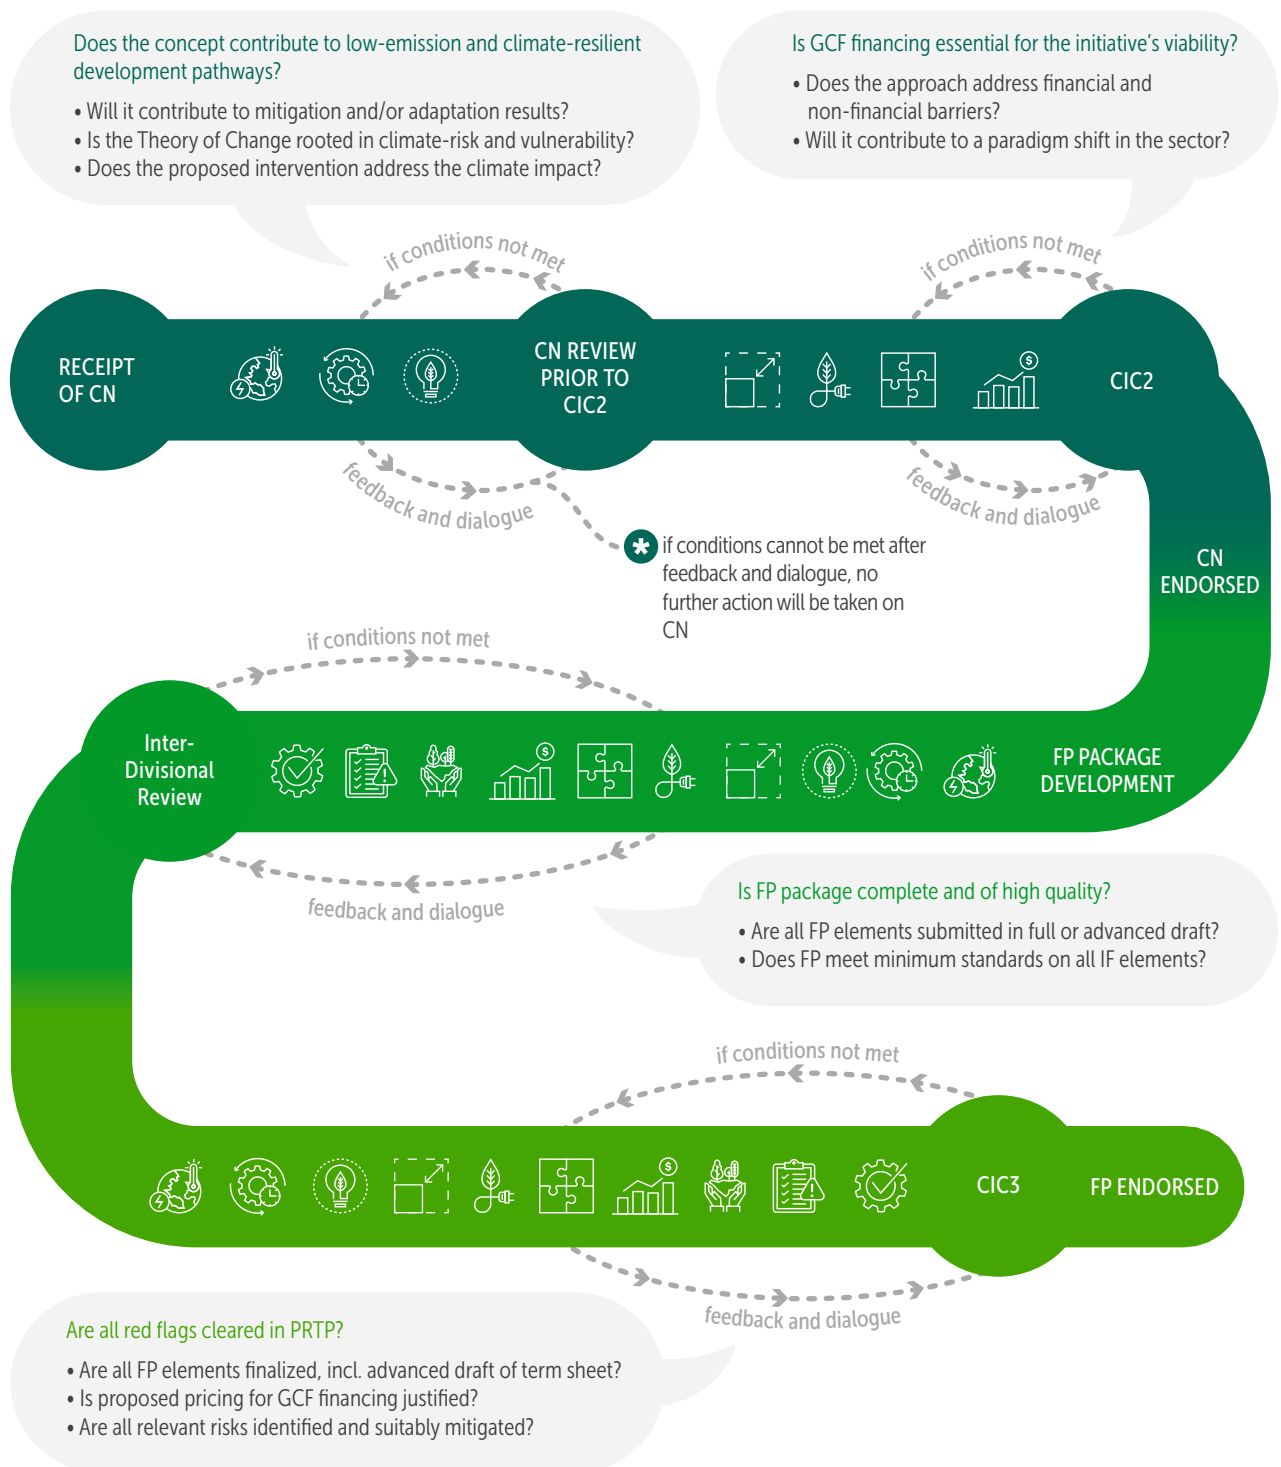 Does the concept contribute to low-emission and climate-resilient
development pathways?
• Will it contribute to mitigation and/or adaptation results?
• Is the Theory of Change rooted in climate-risk and vulnerability?
• Does the proposed intervention address the climate impact?
Is GCF financing essential for the initiative's viability?
• Does the approach address financial and
non-financial barriers?
• Will it contribute to a paradigm shift in the sector?
if conditions not met
if conditions not met
RECEIPT
OF CN
CN REVIEW
PRIOR TO
CIC2
$
CIC2
feedback and dialogue
feedback and dialogue
*
if conditions cannot be met after
feedback and dialogue, no
further action will be taken on
CN
CN
ENDORSED
if conditions not met
Inter-
Divisional
Review
$
FP PACKAGE
DEVELOPMENT
feedback and dialogue
Is FP package complete and of high quality?
• Are all FP elements submitted in full or advanced draft?
• Does FP meet minimum standards on all IF elements?
if conditions not met
$
CIC3
FP ENDORSED
feedback and dialogue
Are all red flags cleared in PRTP?
• Are all FP elements finalized, incl. advanced draft of term sheet?
• Is proposed pricing for GCF financing justified?
• Are all relevant risks identified and suitably mitigated?